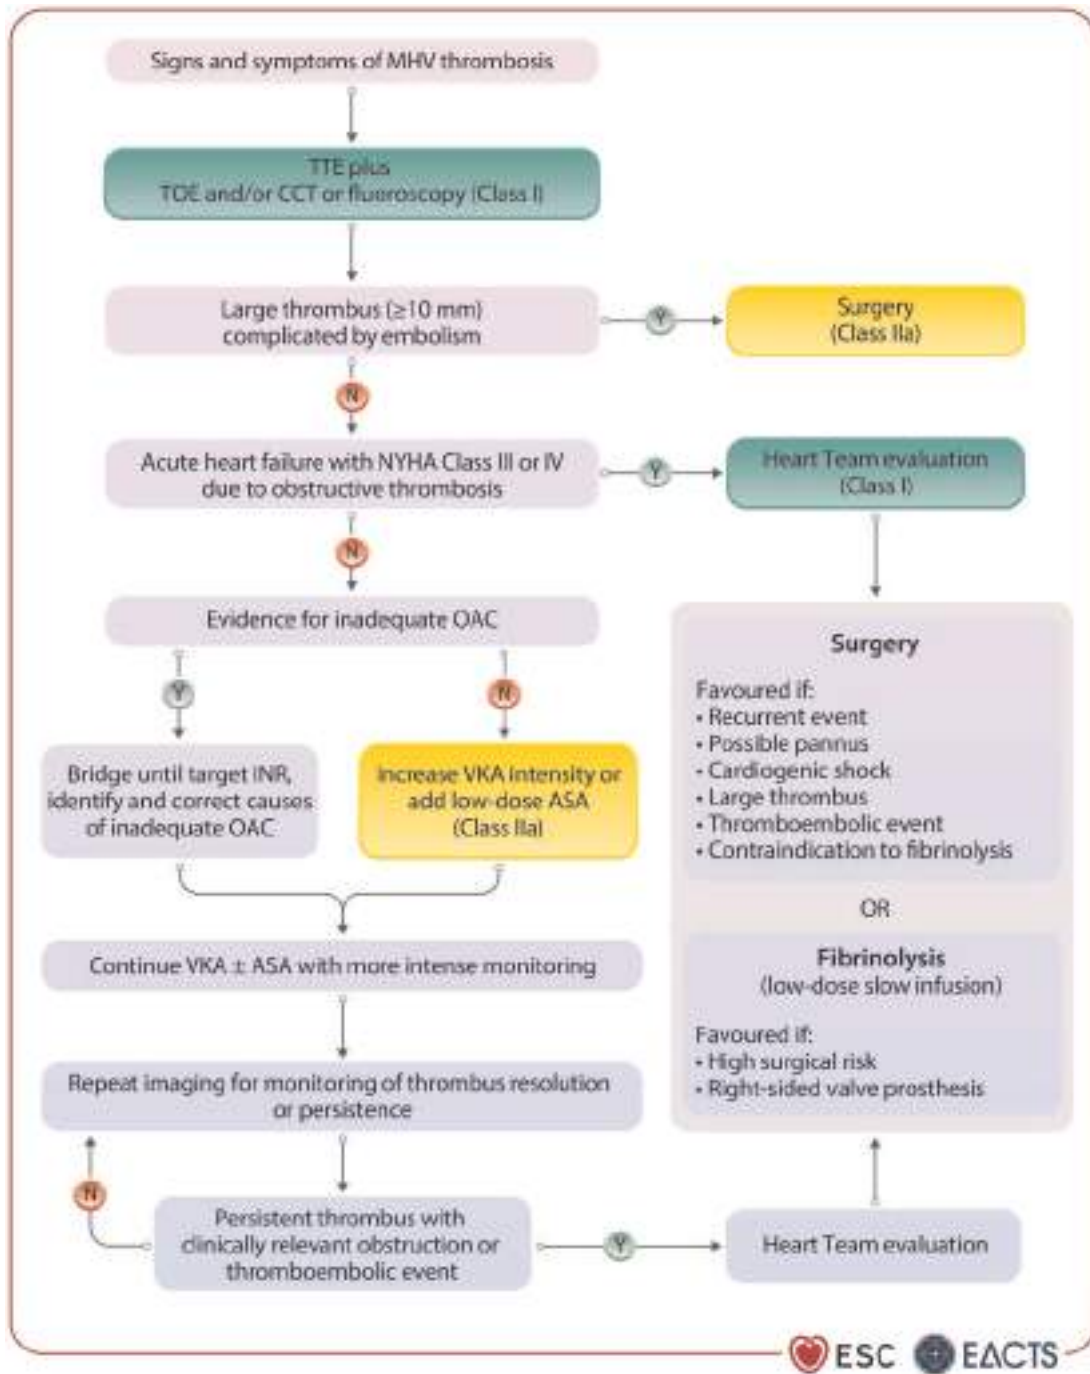 Signs and symptoms of MHV thrombosis
TTE plus
TOE and/or CCT or fluoroscopy (Class I)
Large thrombus (≥10 mm)
complicated by embolism
Y
Surgery
(Class IIa)
N
Acute heart failure with NYHA Class III or IV
due to obstructive thrombosis
Y
Heart Team evaluation
(Class I)
N
Evidence for inadequate OAC
Y
N
Bridge until target INR,
identify and correct causes
of inadequate OAC
Increase VKA intensity or
add low-dose ASA
(Class IIa)
Surgery
Favoured if:
• Recurrent event
• Possible pannus
• Cardiogenic shock
• Large thrombus
• Thromboembolic event
• Contraindication to fibrinolysis
OR
Fibrinolysis
(low-dose slow infusion)
Favoured if:
• High surgical risk
• Right-sided valve prosthesis
Continue VKA ± ASA with more intense monitoring
Repeat imaging for monitoring of thrombus resolution
or persistence
N
Persistent thrombus with
clinically relevant obstruction or
thromboembolic event
Y
Heart Team evaluation
ESC EACTS